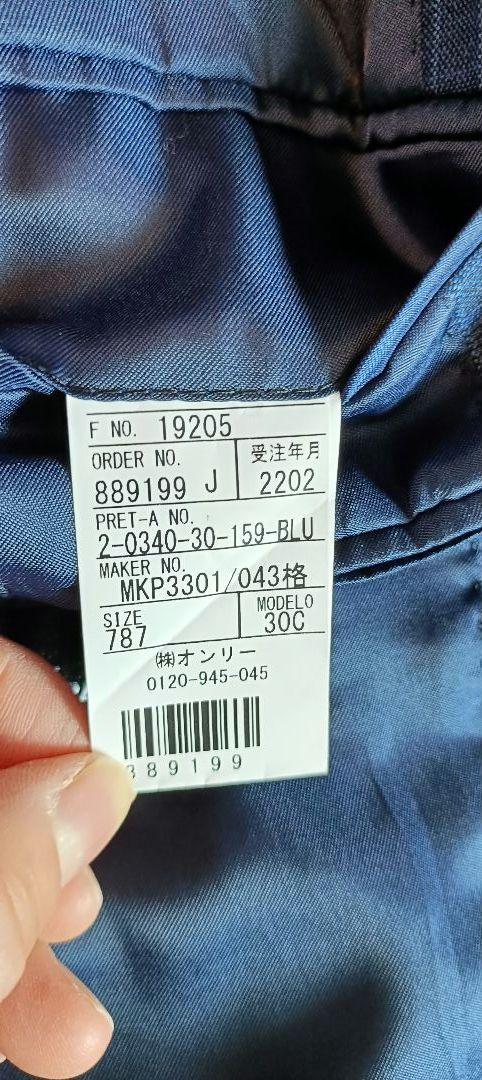 F NO. 19205
ORDER NO. 受注年月
889199 J 2202
PRET-A NO.
2-0340-30-159-BLU
MAKER NO.
MKP3301/043格
SIZE MODELO
787 30C
㈱オンリー
0120-945-045
889199